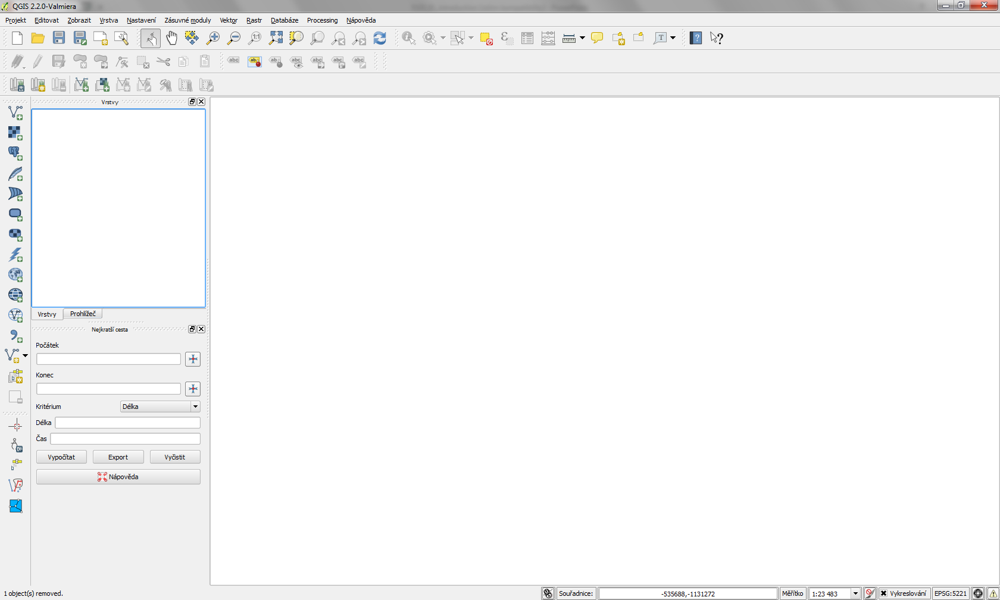 QGIS 2.2.0-Valmiera
Projekt Editovat Zobrazit Vrstva Nastavení Zásuvné moduly Vektor Rastr Databáze Processing Nápověda
Vrstvy
Vrstvy Prohlížeč
Nejkratší cesta
Počátek
Konec
Kritérium Délka
Délka
Čas
Vypočítat Export Vyčistit
Nápověda
1 object(s) removed. Souřadnice: -535688,-1131272 Měřítko 1:23 483 Vykreslování EPSG:5221